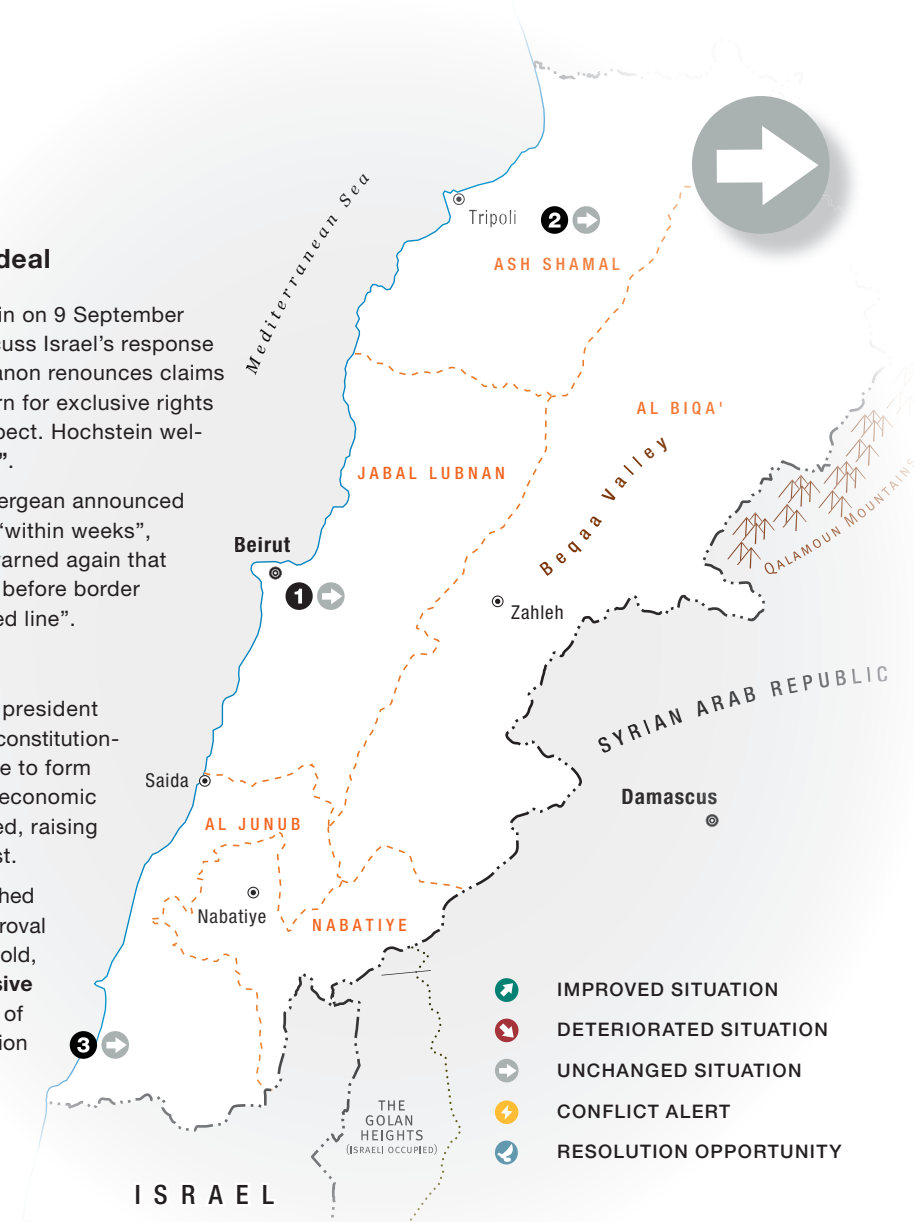 deal
in on 9 September
cuss Israel's response
anon renounces claims
rn for exclusive rights
pect. Hochstein wel-
”.
ergean announced
“within weeks”,
varned again that
before border
ed line”.
president
constitution-
e to form
economic
ed, raising
st.
hed
roval
old,
sive
of
ion
Mediterranean Sea
Tripoli
2
ASH SHAMAL
AL BIQA'
JABAL LUBNAN
Beqaa Valley
QALAMOUN MOUNTAINS
Beirut
1
Zahleh
SYRIAN ARAB REPUBLIC
Saida
Damascus
AL JUNUB
Nabatiye
NABATIYE
3
THE
GOLAN
HEIGHTS
(ISRAELI OCCUPIED)
ISRAEL
IMPROVED SITUATION
DETERIORATED SITUATION
UNCHANGED SITUATION
CONFLICT ALERT
RESOLUTION OPPORTUNITY